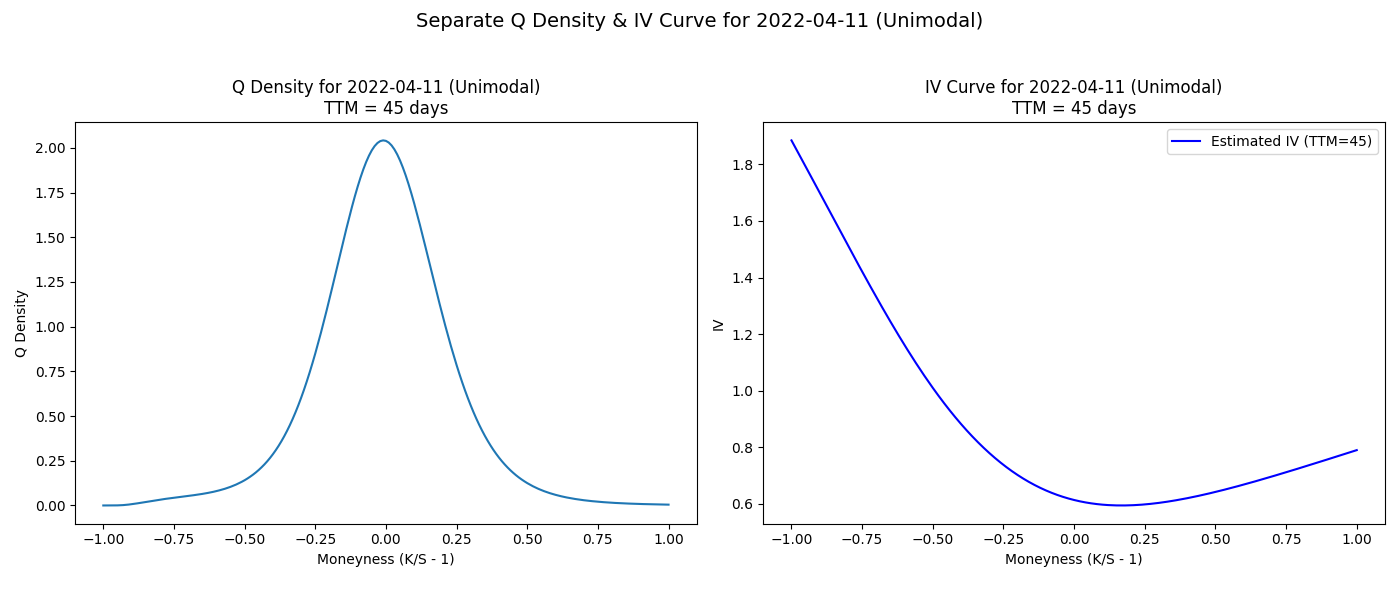 Separate Q Density & IV Curve for 2022-04-11 (Unimodal)
Q Density for 2022-04-11 (Unimodal)
TTM = 45 days
2.00
1.75
1.50
1.25
1.00
0.75
0.50
0.25
0.00
Q Density
−1.00 −0.75 −0.50 −0.25 0.00 0.25 0.50 0.75 1.00
Moneyness (K/S - 1)
IV Curve for 2022-04-11 (Unimodal)
TTM = 45 days
Estimated IV (TTM=45)
1.8
1.6
1.4
1.2
1.0
0.8
0.6
IV
−1.00 −0.75 −0.50 −0.25 0.00 0.25 0.50 0.75 1.00
Moneyness (K/S - 1)